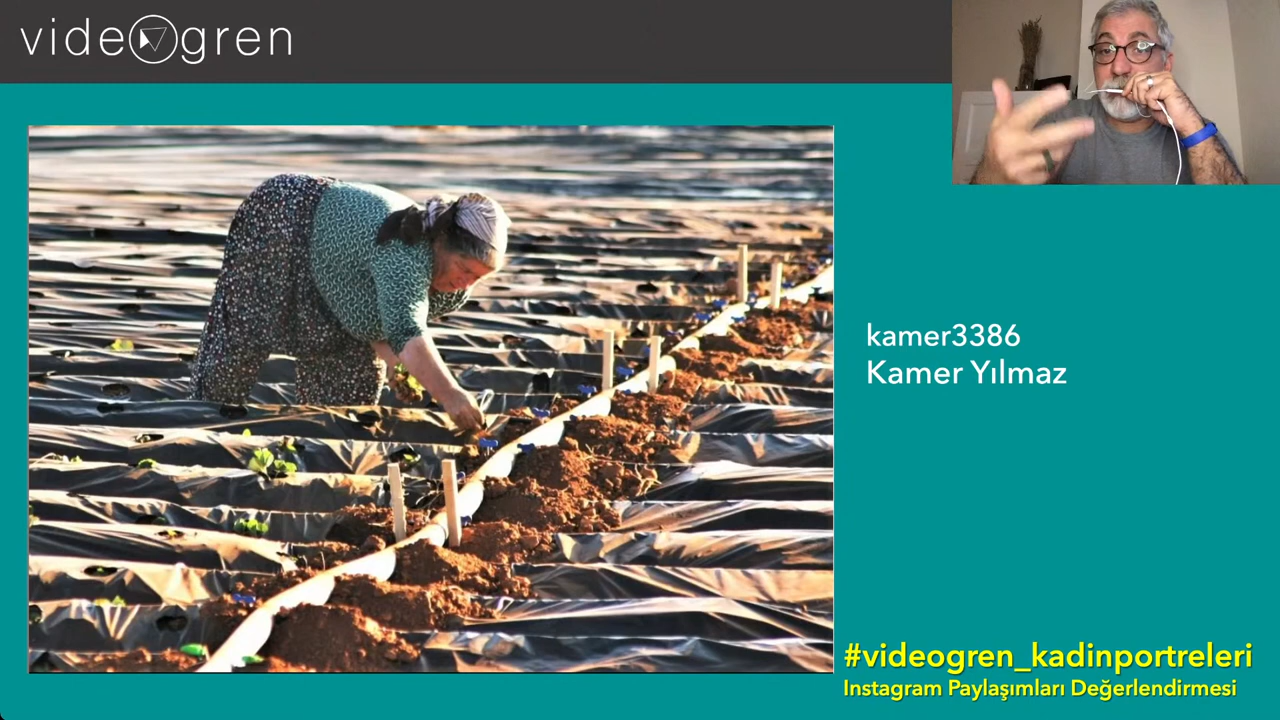 videogren
kamer3386
Kamer Yılmaz
#videogren_kadinportreleri
Instagram Paylaşımları Değerlendirmesi